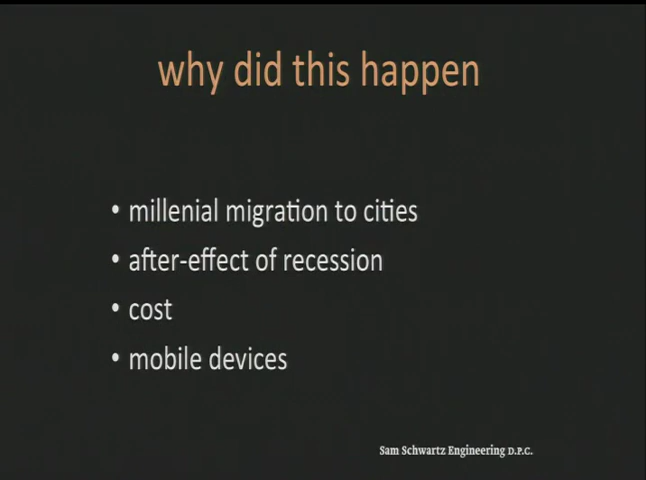 why did this happen
• millenial migration to cities
• after-effect of recession
• cost
• mobile devices
Sam Schwartz Engineering D.P.C.